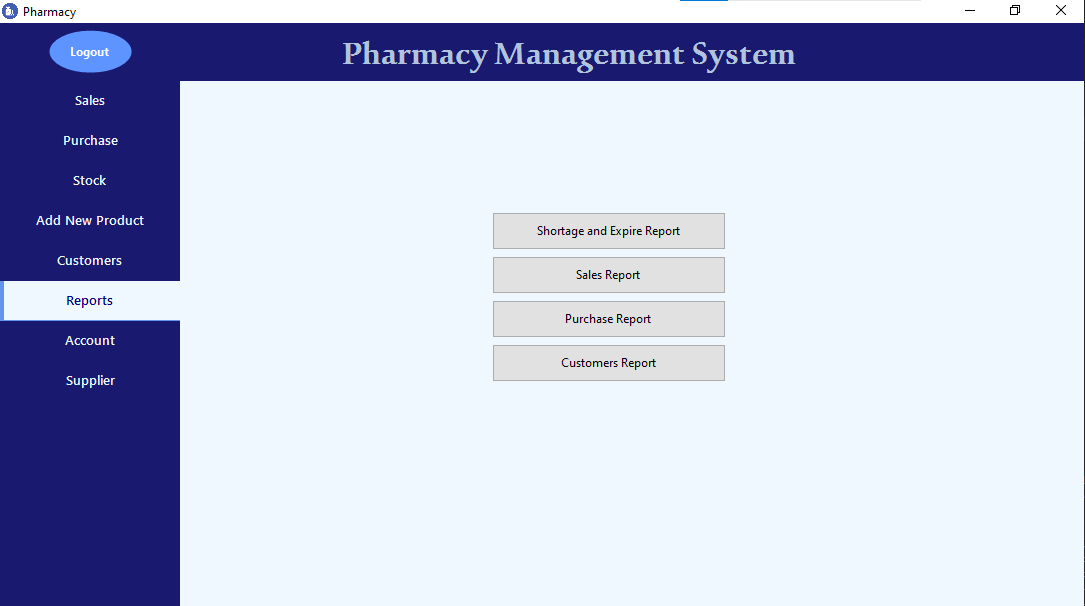 Pharmacy
Logout
Pharmacy Management System
Sales
Purchase
Stock
Add New Product
Customers
Reports
Account
Supplier
Shortage and Expire Report
Sales Report
Purchase Report
Customers Report